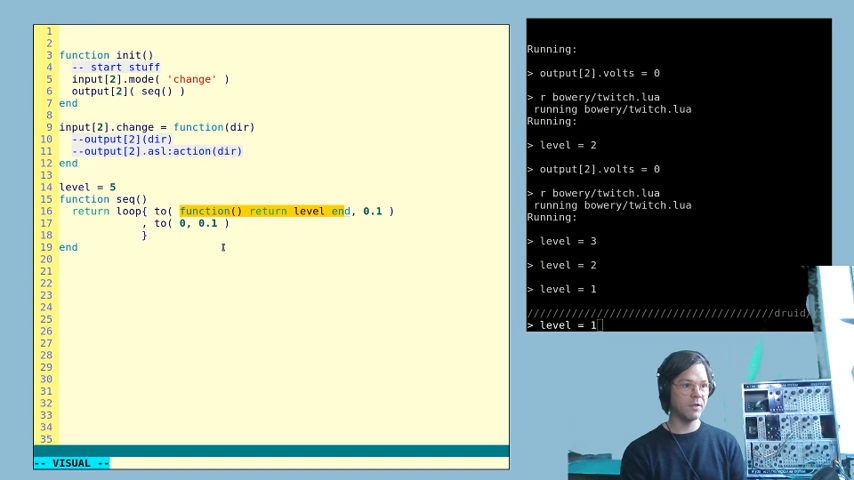 1
2
3 function init()
4 -- start stuff
5 input[2].mode( 'change' )
6 output[2]( seq() )
7 end
8
9 input[2].change = function(dir)
10 --output[2](dir)
11 --output[2].asl:action(dir)
12 end
13
14 level = 5
15 function seq()
16 return loop{ to( function() return level end, 0.1 )
17 , to( 0, 0.1 )
18 }
19 end
20
21
22
23
24
25
26
27
28
29
30
31
32
33
34
35
-- VISUAL --
Running:
> output[2].volts = 0
> r bowery/twitch.lua
running bowery/twitch.lua
Running:
> level = 2
> output[2].volts = 0
> r bowery/twitch.lua
running bowery/twitch.lua
Running:
> level = 3
> level = 2
> level = 1
/////////////////////////////////////////druid/
> level = 1